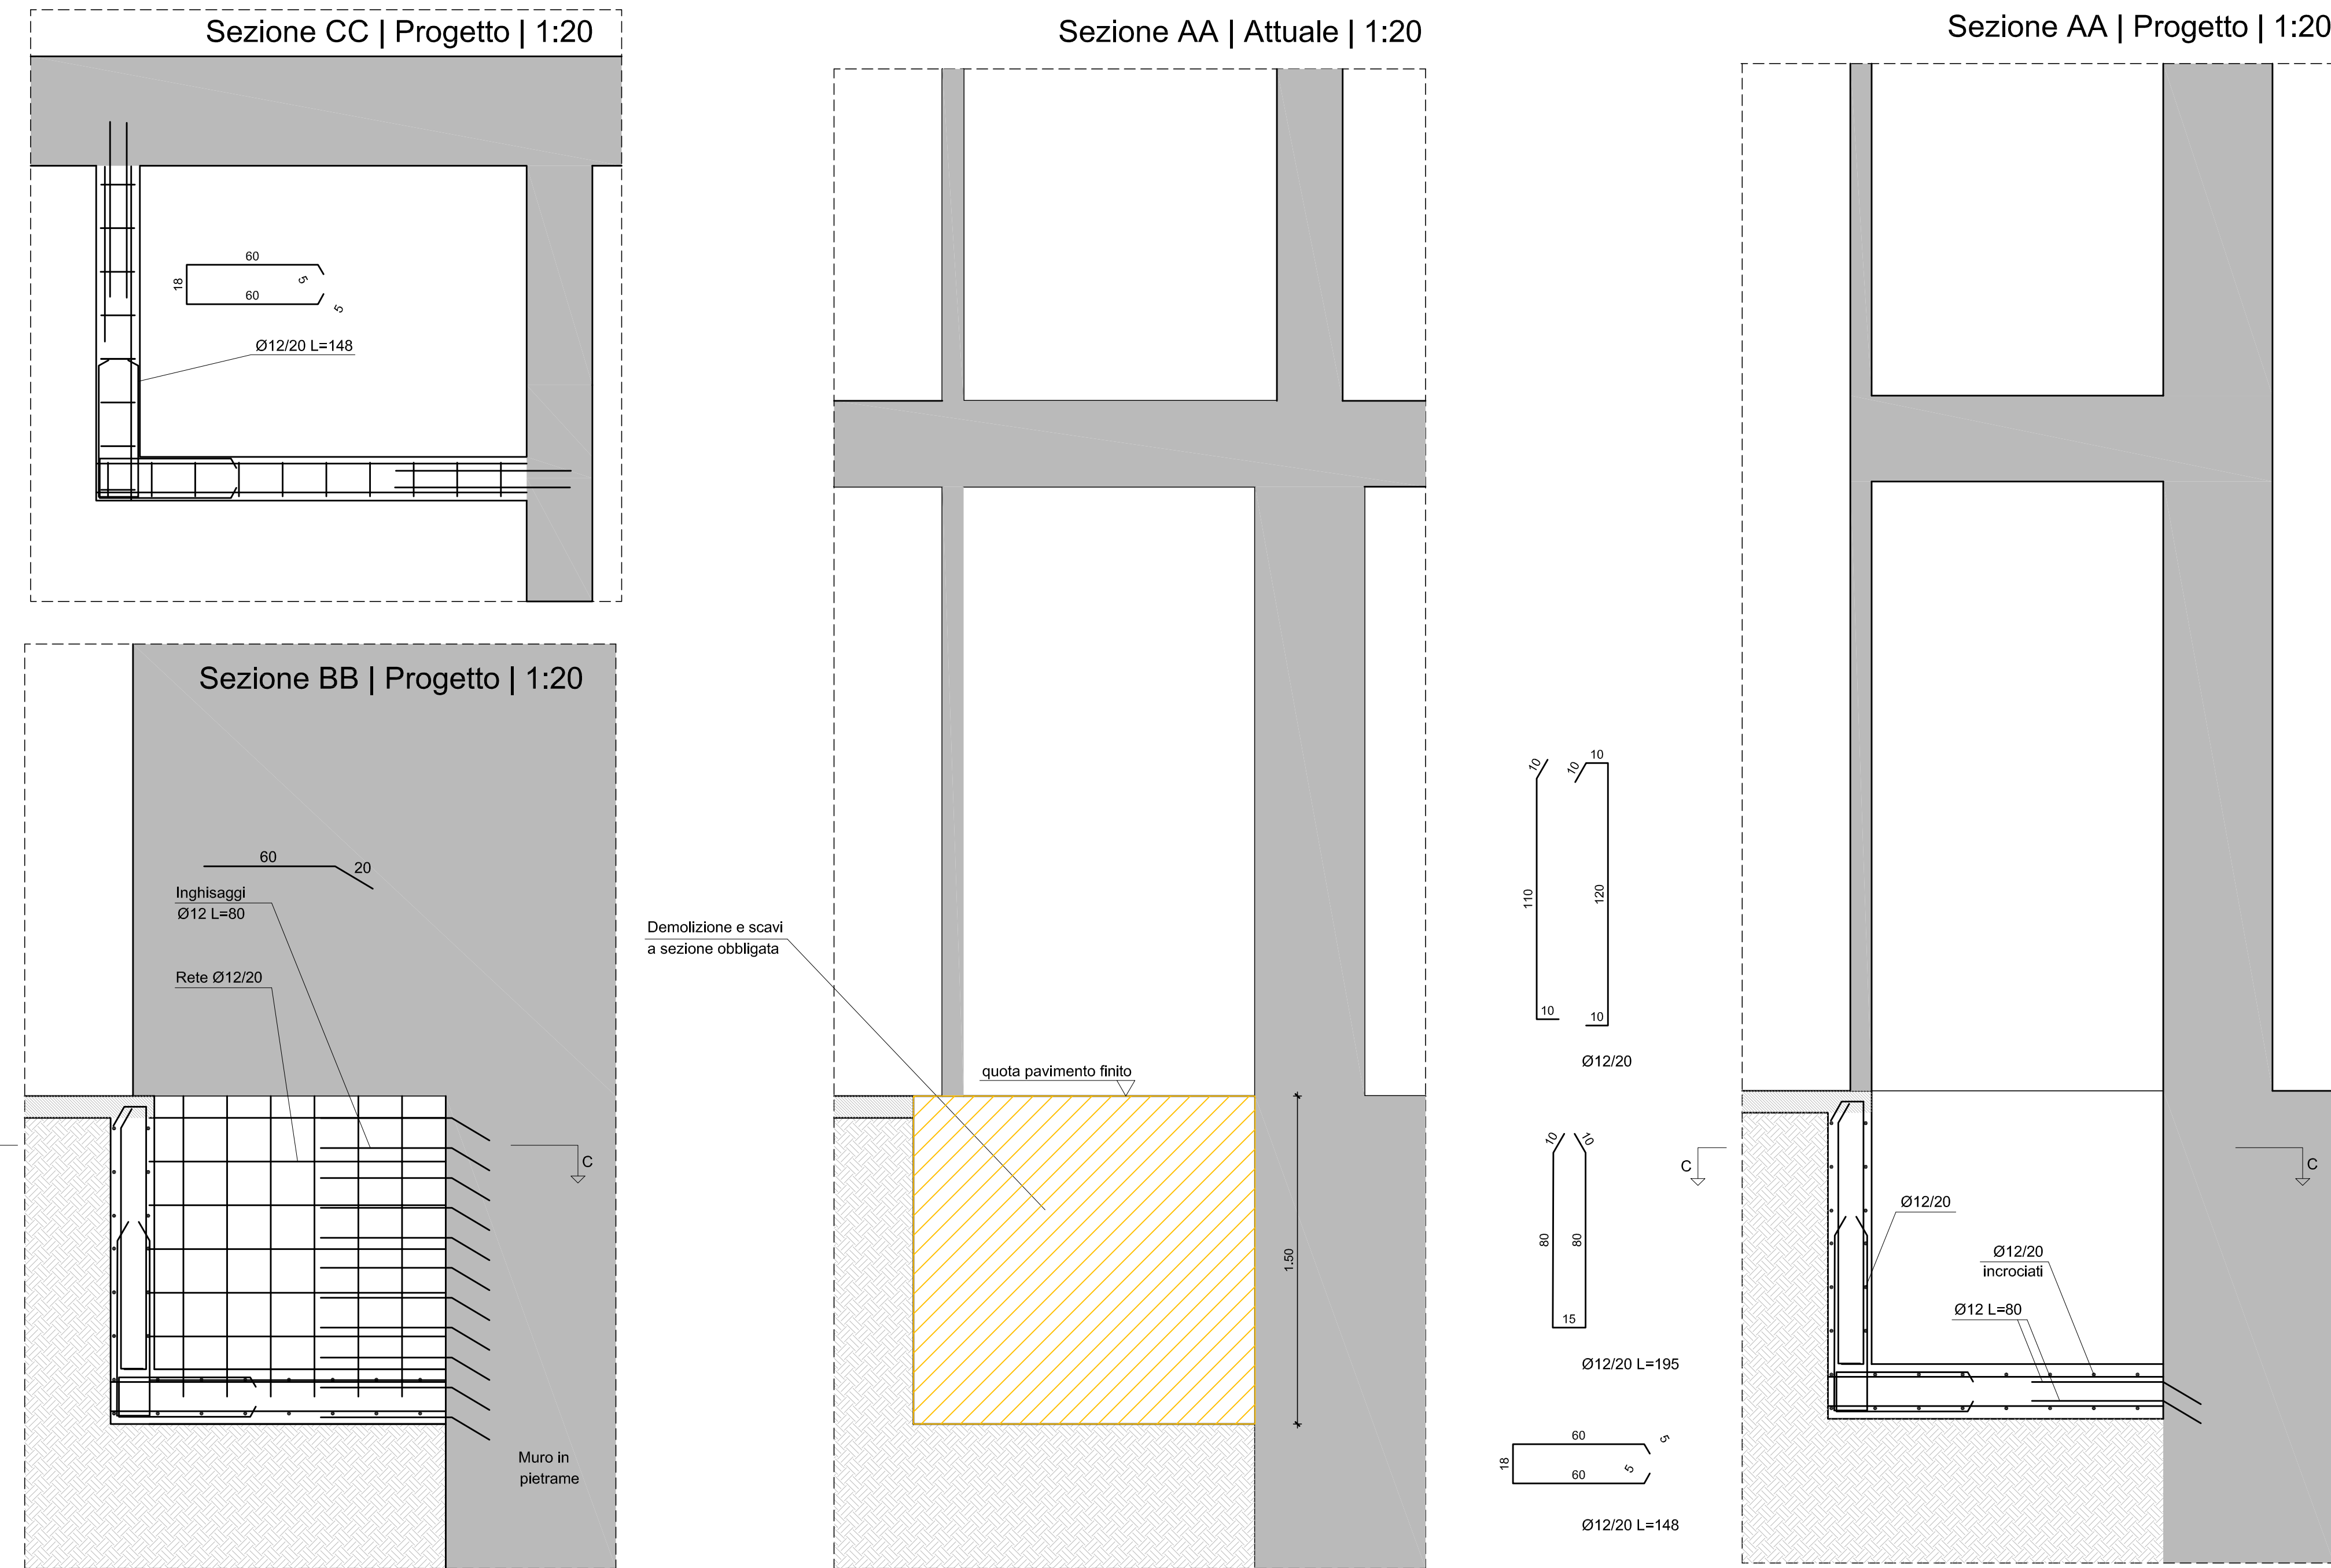 Sezione CC | Progetto | 1:20
60
18
5
60
5
Ø12/20 L=148
Sezione BB | Progetto | 1:20
60
20
Inghisaggi
Ø12 L=80
Rete Ø12/20
C
Muro in
pietrame
Sezione AA | Attuale | 1:20
Demolizione e scavi
a sezione obbligata
quota pavimento finito
1.50
10
10
10
110
120
10
10
Ø12/20
10
10
80
80
15
Ø12/20 L=195
60
5
18
60
5
Ø12/20 L=148
Sezione AA | Progetto | 1:20
C
C
Ø12/20
Ø12/20
incrociati
Ø12 L=80